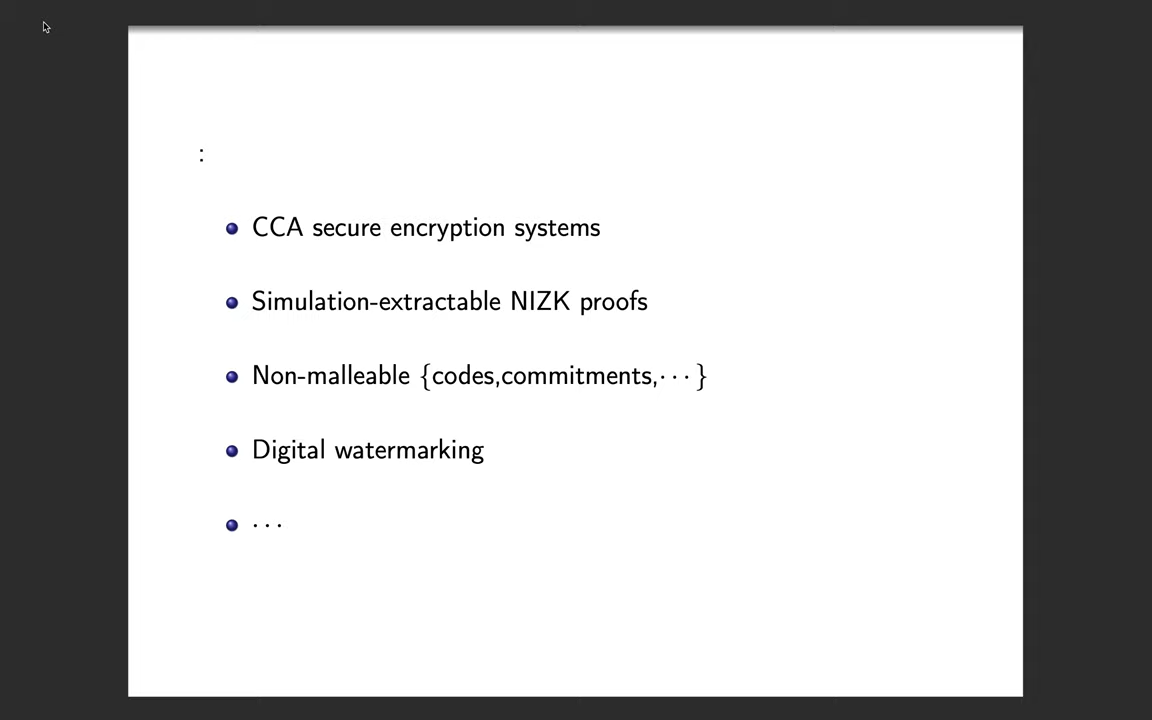 :
CCA secure encryption systems
Simulation-extractable NIZK proofs
Non-malleable {codes,commitments,··· }
Digital watermarking
···